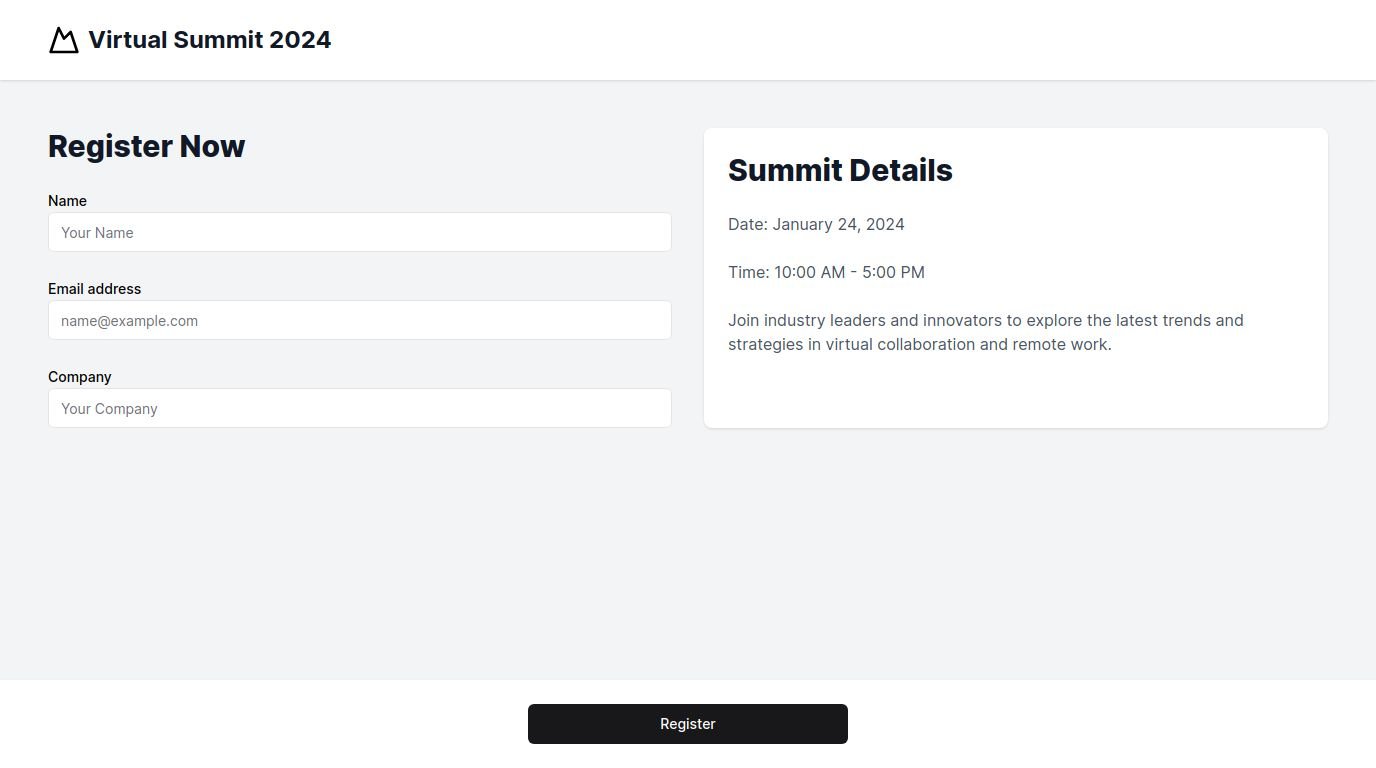 Virtual Summit 2024
Register Now
Name
Your Name
Email address
name@example.com
Company
Your Company
Summit Details
Date: January 24, 2024
Time: 10:00 AM - 5:00 PM
Join industry leaders and innovators to explore the latest trends and
strategies in virtual collaboration and remote work.
Register